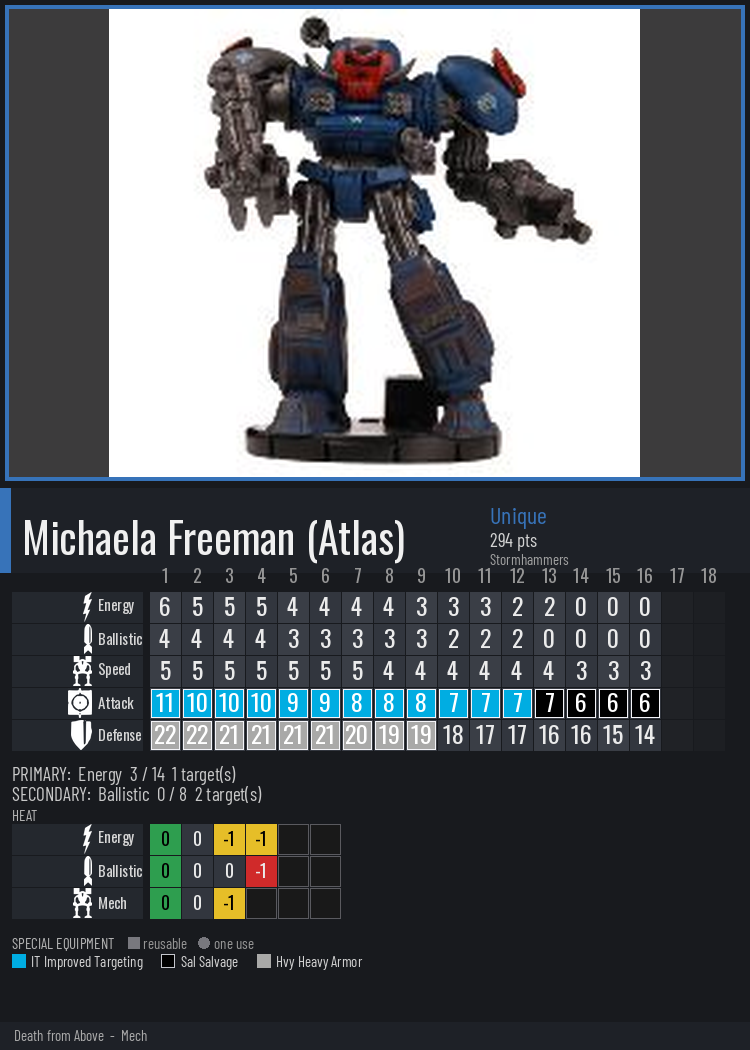 Michaela Freeman (Atlas)
Unique
294 pts
Stormhammers
1 2 3 4 5 6 7 8 9 10 11 12 13 14 15 16 17 18
Energy 6 5 5 5 4 4 4 4 3 3 3 2 2 0 0 0
Ballistic 4 4 4 4 3 3 3 3 3 2 2 2 0 0 0 0
Speed 5 5 5 5 5 5 5 4 4 4 4 4 4 3 3 3
Attack 11 10 10 10 9 9 8 8 8 7 7 7 7 6 6 6
Defense 22 22 21 21 21 21 20 19 19 18 17 17 16 16 15 14
PRIMARY: Energy 3 / 14 1 target(s)
SECONDARY: Ballistic 0 / 8 2 target(s)
HEAT
Energy 0 0 -1 -1
Ballistic 0 0 0 -1
Mech 0 0 -1
SPECIAL EQUIPMENT reusable one use
IT Improved Targeting Sal Salvage Hvy Heavy Armor
Death from Above - Mech